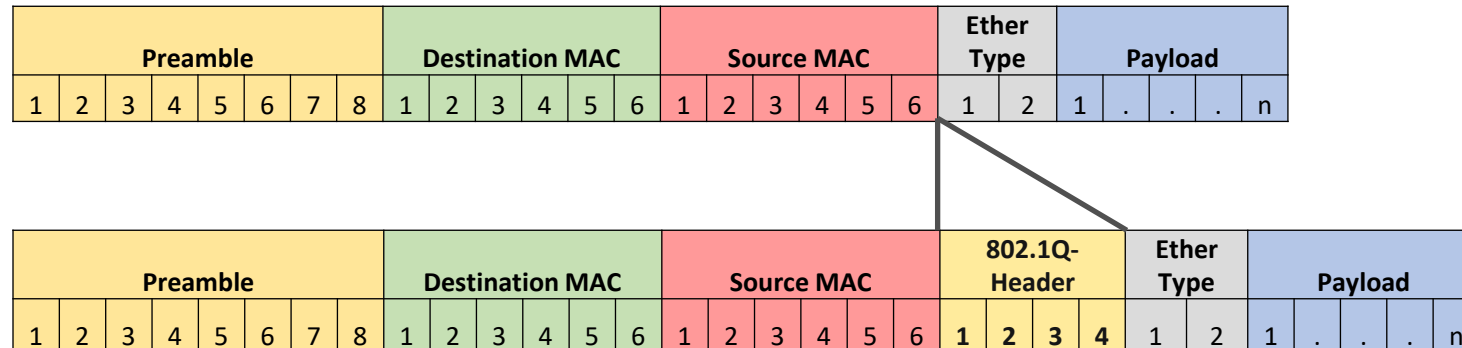 Preamble Destination MAC Source MAC Ether Type Payload
1 2 3 4 5 6 7 8 1 2 3 4 5 6 1 2 3 4 5 6 1 2 1 . . . n
Preamble Destination MAC Source MAC 802.1Q-Header Ether Type Payload
1 2 3 4 5 6 7 8 1 2 3 4 5 6 1 2 3 4 5 6 1 2 3 4 1 2 1 . . . n